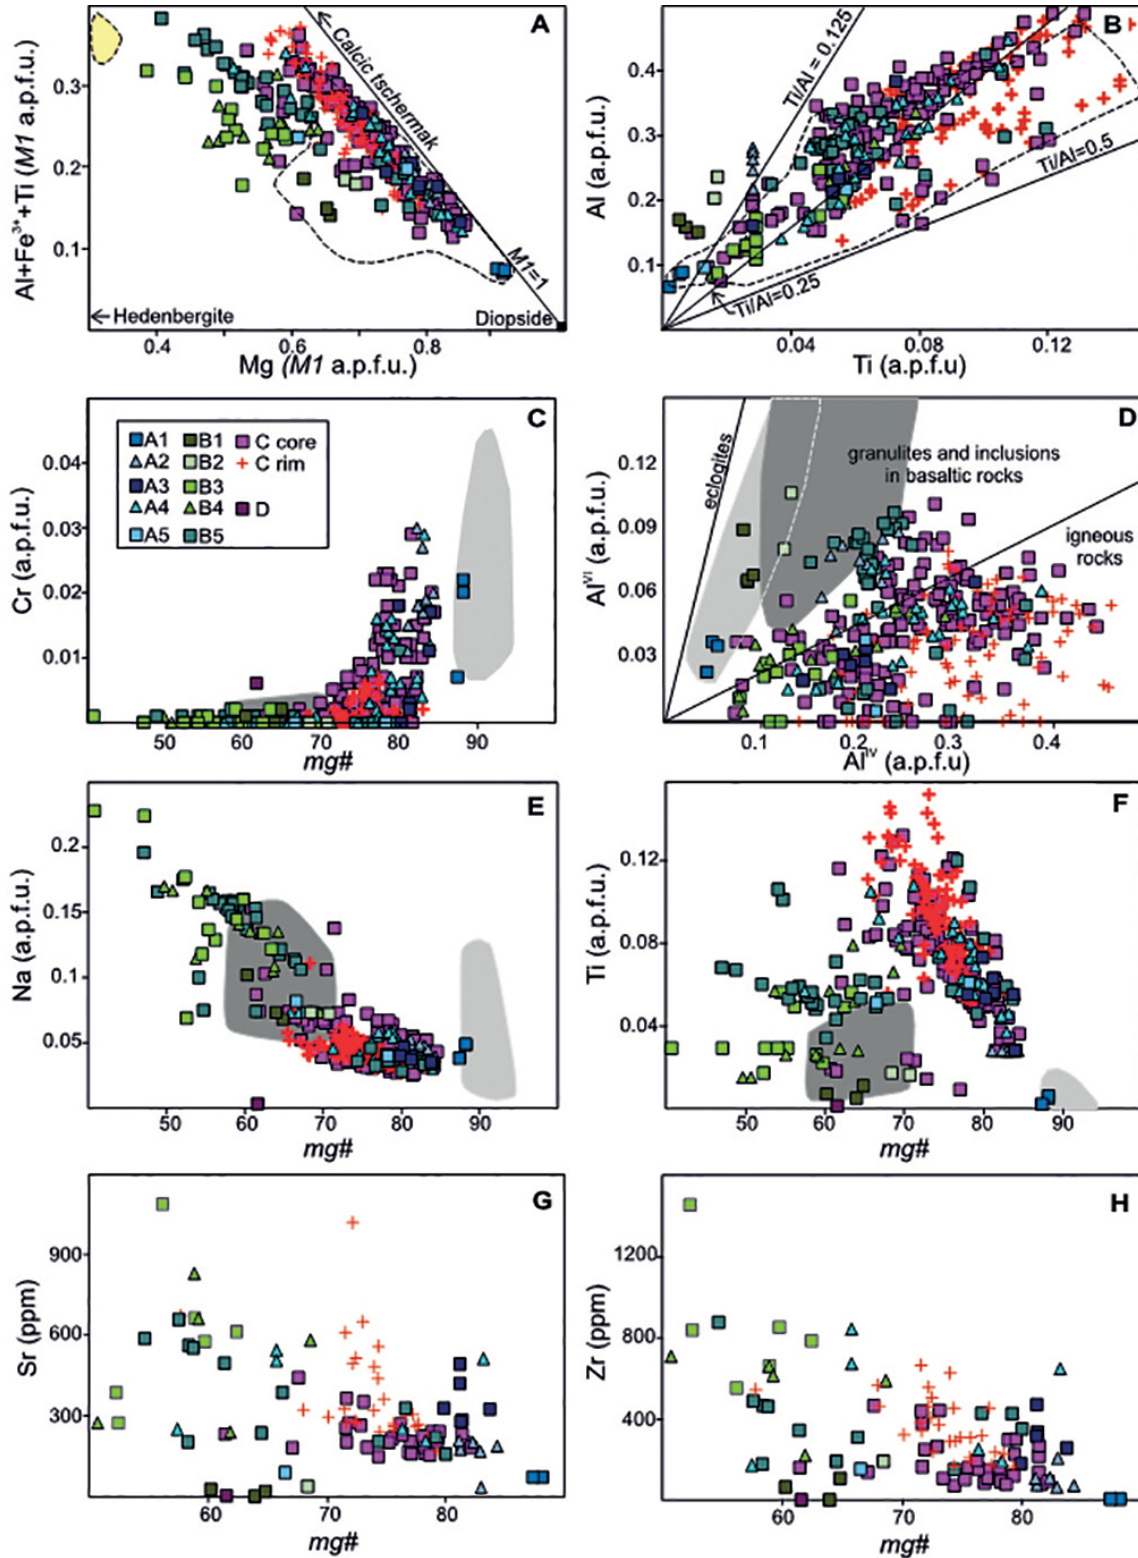 A
Al+Fe³⁺+Ti (M1 a.p.f.u.)
0.3
0.2
0.1
Calcic tschermak
M1=1
←Hedenbergite
Diopside
0.4
0.6
0.8
Mg (M1 a.p.f.u.)
B
Al (a.p.f.u.)
0.4
0.3
0.2
0.1
Ti/Al = 0.125
Ti/Al=0.5
Ti/Al=0.25
0.04
0.08
0.12
Ti (a.p.f.u)
C
Cr (a.p.f.u.)
0.04
0.03
0.02
0.01
A1 B1 C core
A2 B2 C rim
A3 B3
A4 B4 D
A5 B5
50
60
70
80
90
mg#
D
Alⱽᴵ (a.p.f.u.)
0.12
0.09
0.06
0.03
eclogites
granulites and inclusions
in basaltic rocks
igneous
rocks
0.1
0.2
0.3
0.4
Alᴵⱽ (a.p.f.u)
E
Na (a.p.f.u.)
0.2
0.15
0.1
0.05
50
60
70
80
90
mg#
F
Ti (a.p.f.u.)
0.12
0.08
0.04
50
60
70
80
90
mg#
G
Sr (ppm)
900
600
300
60
70
80
mg#
H
Zr (ppm)
1200
800
400
60
70
80
mg#